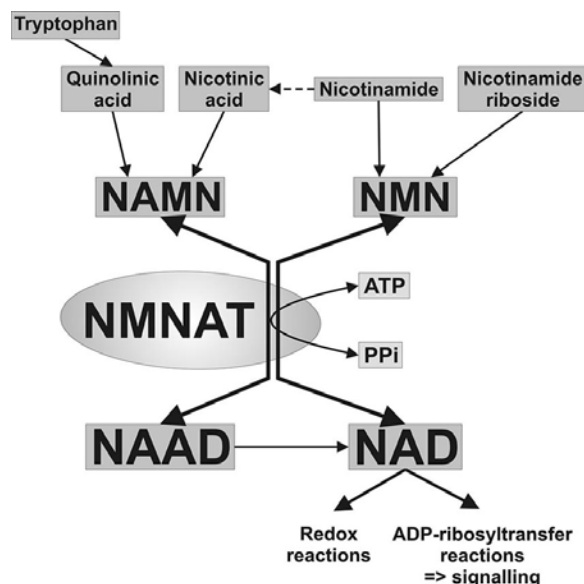 Tryptophan
Quinolinic
acid
Nicotinic
acid
Nicotinamide
Nicotinamide
riboside
NAMN
NMN
NMNAT
ATP
PPi
NAAD
NAD
Redox
reactions
ADP-ribosyltransfer
reactions
=> signalling